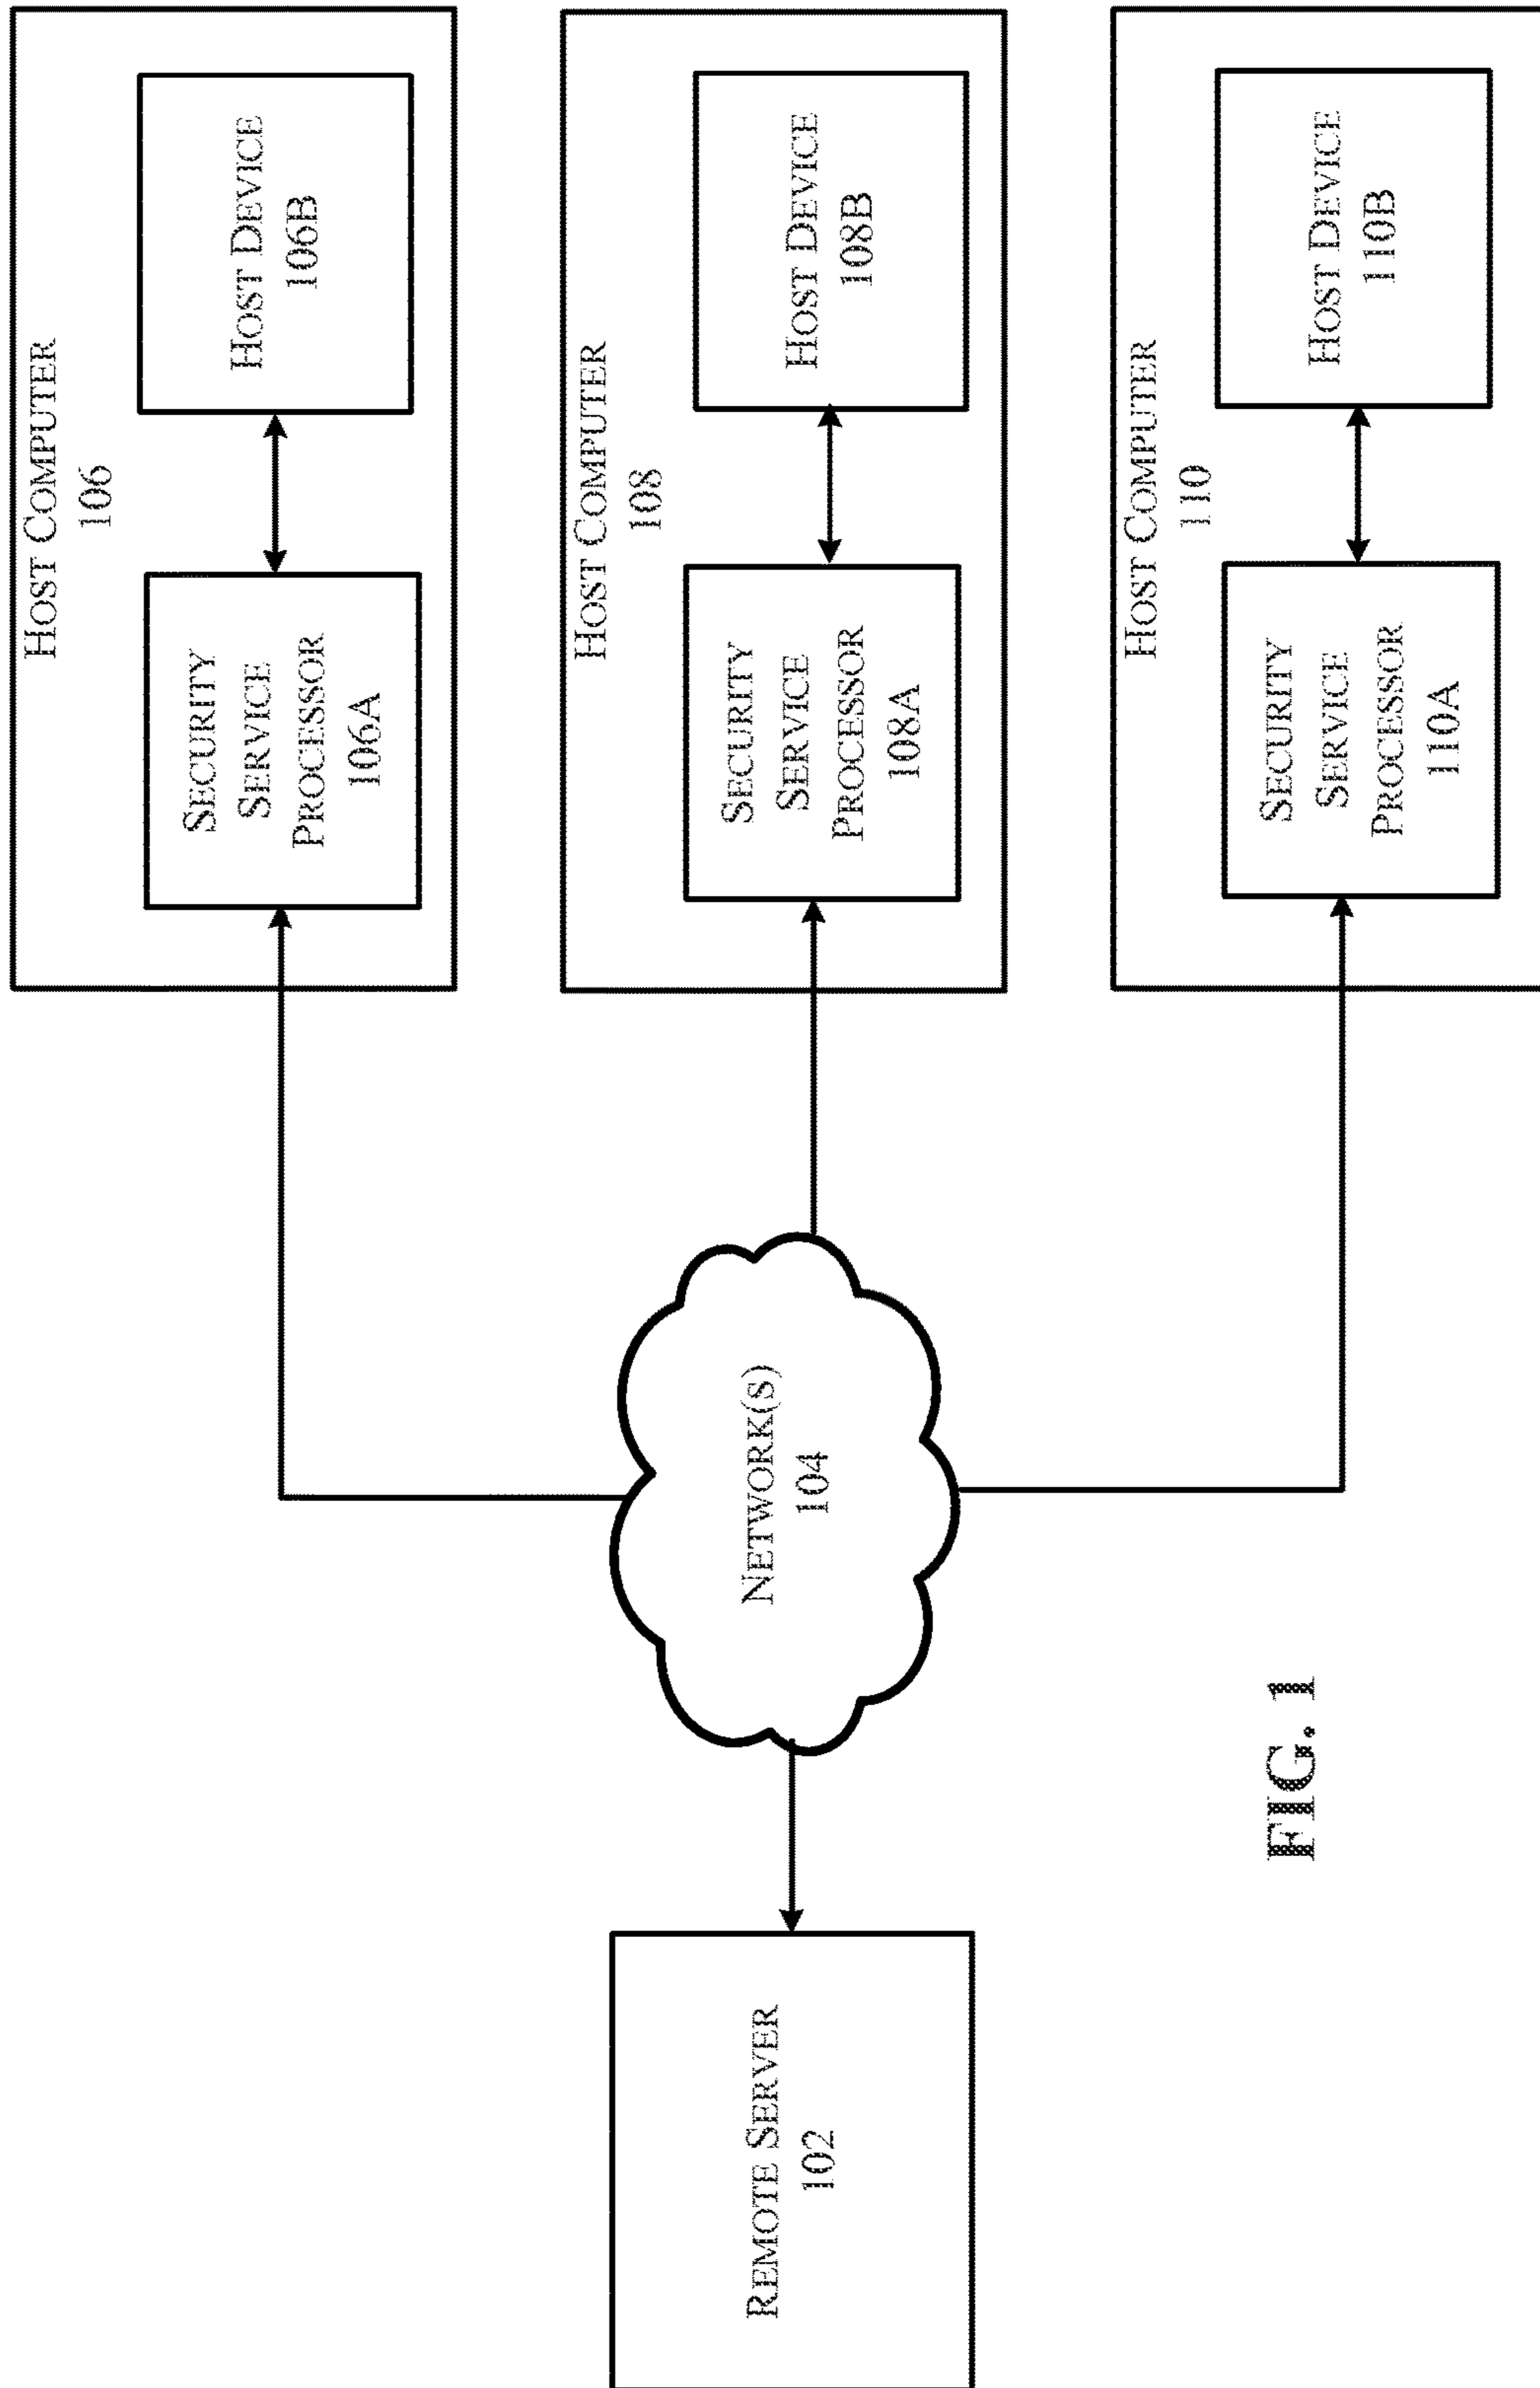 HOST COMPUTER
106
SECURITY
SERVICE
PROCESSOR
106A
HOST DEVICE
106B
HOST COMPUTER
108
SECURITY
SERVICE
PROCESSOR
108A
HOST DEVICE
108B
HOST COMPUTER
110
SECURITY
SERVICE
PROCESSOR
110A
HOST DEVICE
110B
NETWORK(S)
104
REMOTE SERVER
102
FIG. 1